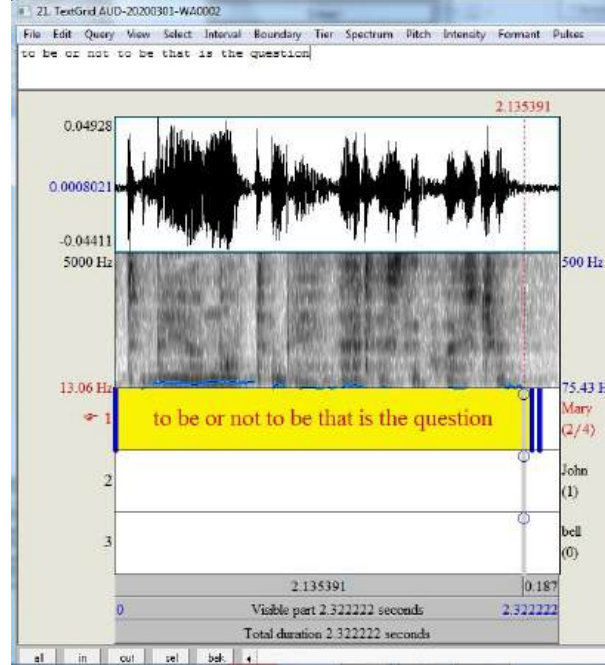 21. TextGrid AUD-20200301-WA0002
File Edit Query View Select Interval Boundary Tier Spectrum Pitch Intensity Formant Pulses
to be or not to be that is the question
2.135391
0.04928
0.0008021
-0.04411
5000 Hz
500 Hz
13.06 Hz
75.43 H
1
to be or not to be that is the question
Mary
(2/4)
2
John
(1)
3
bell
(0)
2.135391 0.187
0 Visible part 2.322222 seconds 2.322222
Total duration 2.322222 seconds
all in out sel bak